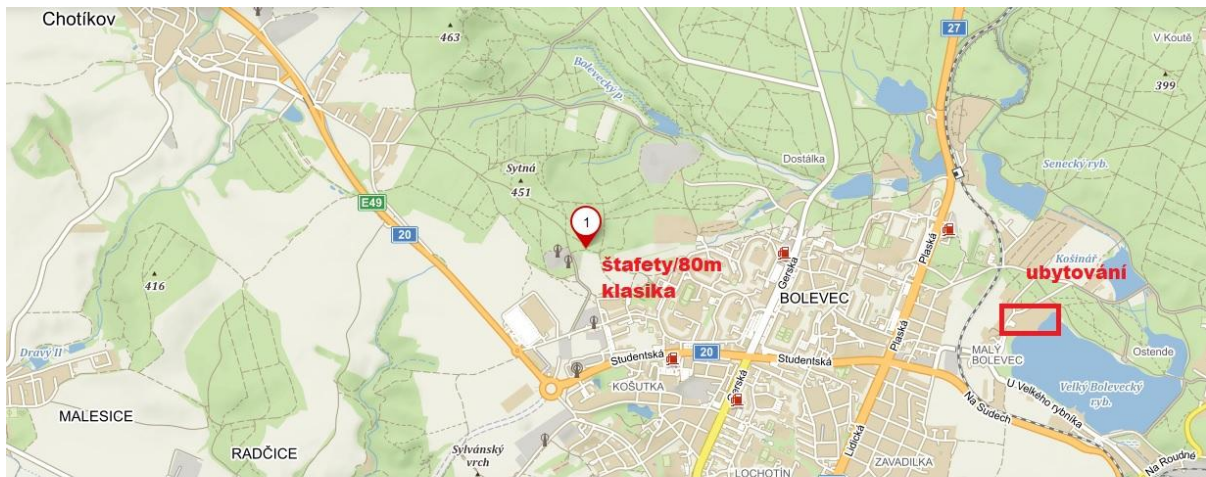 Chotíkov
463
27
V Koutě
399
Bolevecký p.
Dostálka
Senecký ryb.
Sytná
451
E49
20
1
štafety/80m
klasika
416
Gerska
BOLEVEC
Plaská
Košinář
ubytování
Dravý II
Studentská
20
Studentská
Plaská
MALÝ
BOLEVEC
Ostende
KOŠUTKA
Gerská
U Velkého rybníka
Velký Bolevecký
ryb.
Na Sudech
MALESICE
RADČICE
Sylvánský
vrch
Lidická
LOCHOTÍN
ZAVADILKA
Na Roudné